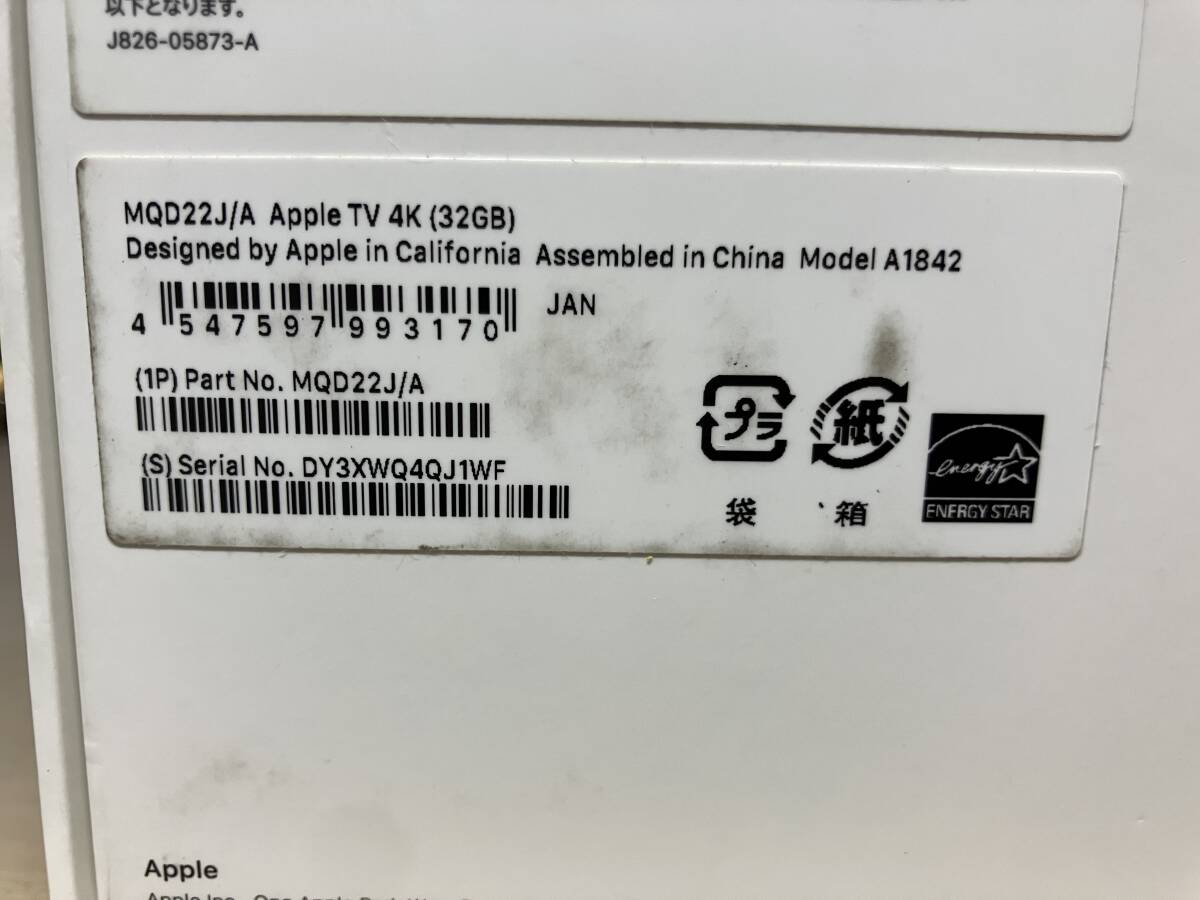 以下となります。
J826-05873-A
MQD22J/A Apple TV 4K (32GB)
Designed by Apple in California Assembled in China Model A1842
4 547597 993170 JAN
(1P) Part No. MQD22J/A
(S) Serial No. DY3XWQ4QJ1WF
プラ 紙
袋 箱
energy
ENERGY STAR
Apple